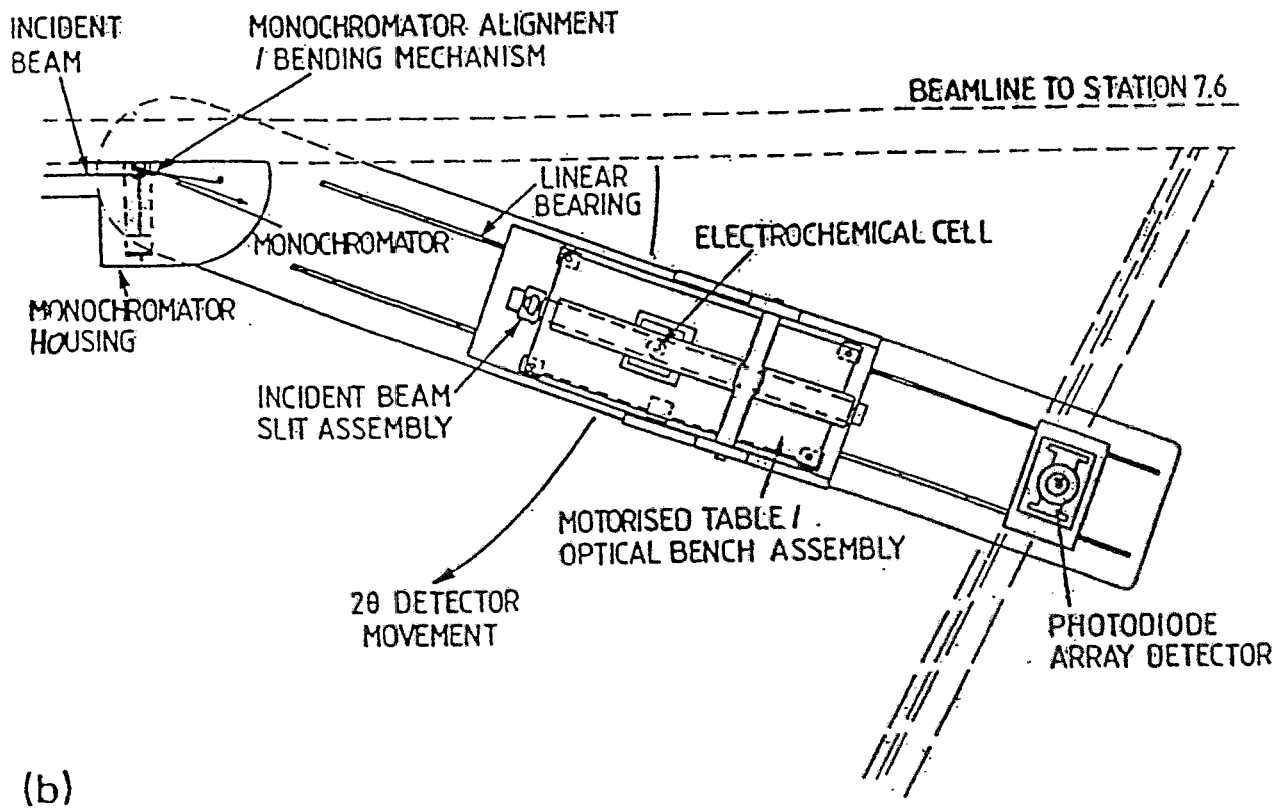 INCIDENT
BEAM
MONOCHROMATOR ALIGNMENT
/ BENDING MECHANISM
BEAMLINE TO STATION 7.6
LINEAR
BEARING
MONOCHROMATOR
ELECTROCHEMICAL CELL
MONOCHROMATOR
HOUSING
INCIDENT BEAM
SLIT ASSEMBLY
MOTORISED TABLE /
OPTICAL BENCH ASSEMBLY
2θ DETECTOR
MOVEMENT
PHOTODIODE
ARRAY DETECTOR
(b)